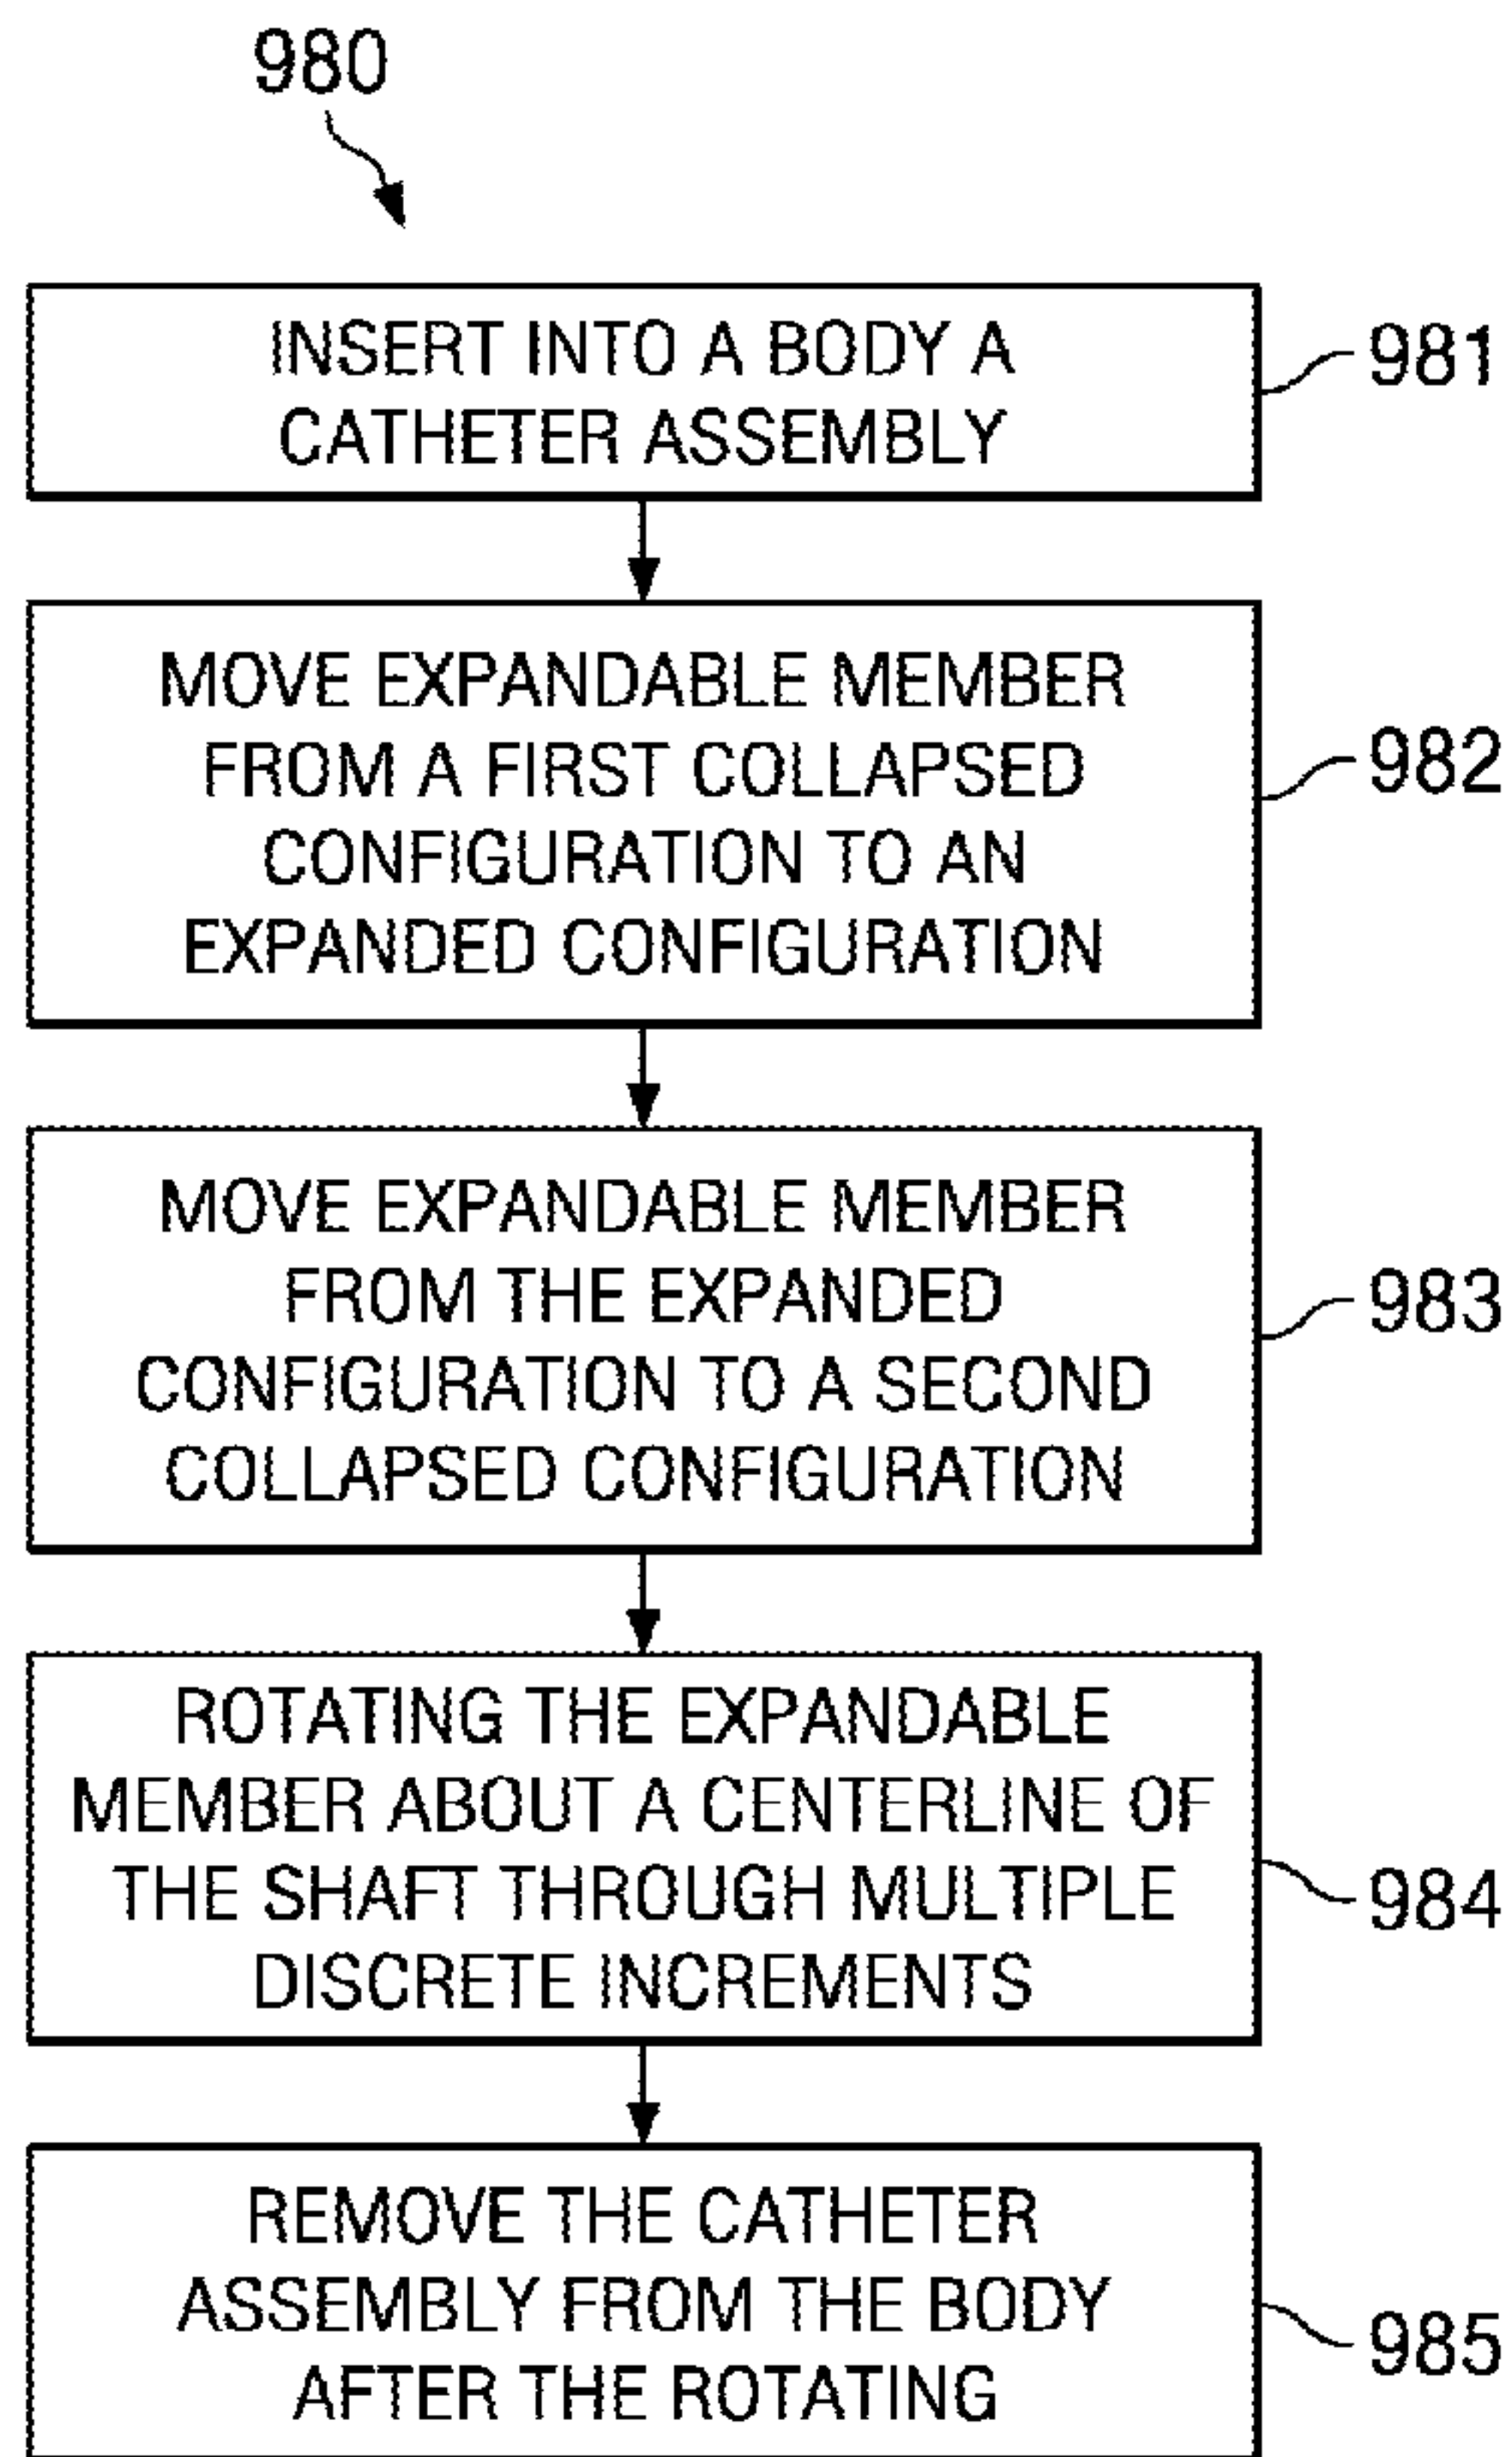 980
INSERT INTO A BODY A
CATHETER ASSEMBLY
981
MOVE EXPANDABLE MEMBER
FROM A FIRST COLLAPSED
CONFIGURATION TO AN
EXPANDED CONFIGURATION
982
MOVE EXPANDABLE MEMBER
FROM THE EXPANDED
CONFIGURATION TO A SECOND
COLLAPSED CONFIGURATION
983
ROTATING THE EXPANDABLE
MEMBER ABOUT A CENTERLINE OF
THE SHAFT THROUGH MULTIPLE
DISCRETE INCREMENTS
984
REMOVE THE CATHETER
ASSEMBLY FROM THE BODY
AFTER THE ROTATING
985